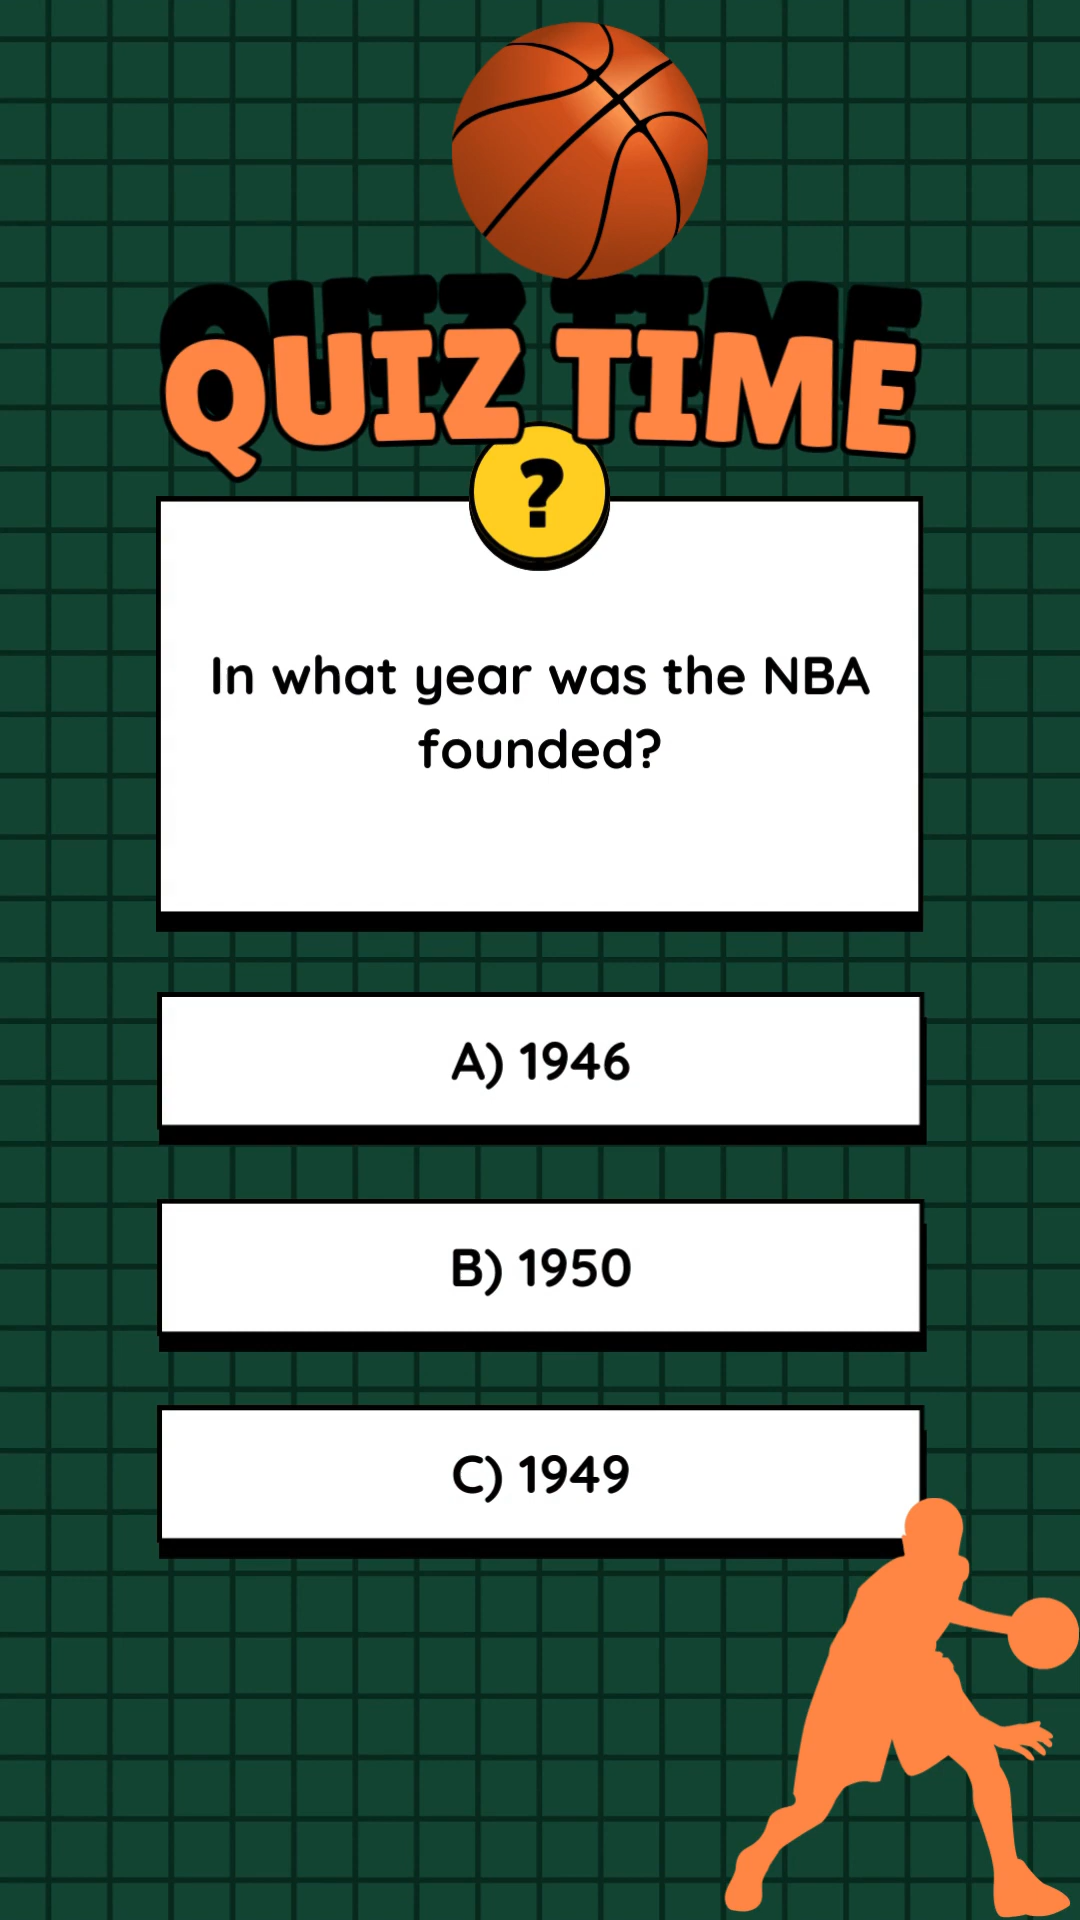 QUIZ TIME
?
In what year was the NBA
founded?
A) 1946
B) 1950
C) 1949